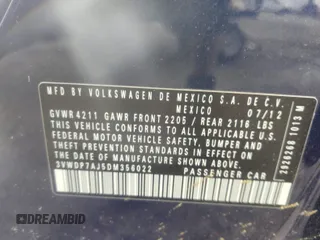 MFD BY VOLKSWAGEN DE MEXICO S.A. DE C.V.
MEXICO 07/12
GVWR 4211 GAWR FRONT 2205 / REAR 2116 LBS
THIS VEHICLE CONFORMS TO ALL APPLICABLE U.S.
FEDERAL MOTOR VEHICLE SAFETY, BUMPER, AND
THEFT PREVENTION STANDARDS IN EFFECT ON THE
DATE OF MANUFACTURE SHOWN ABOVE.
3VWDP7AJ5DM356022
PASSENGER CAR
1013 M
DREAMBID